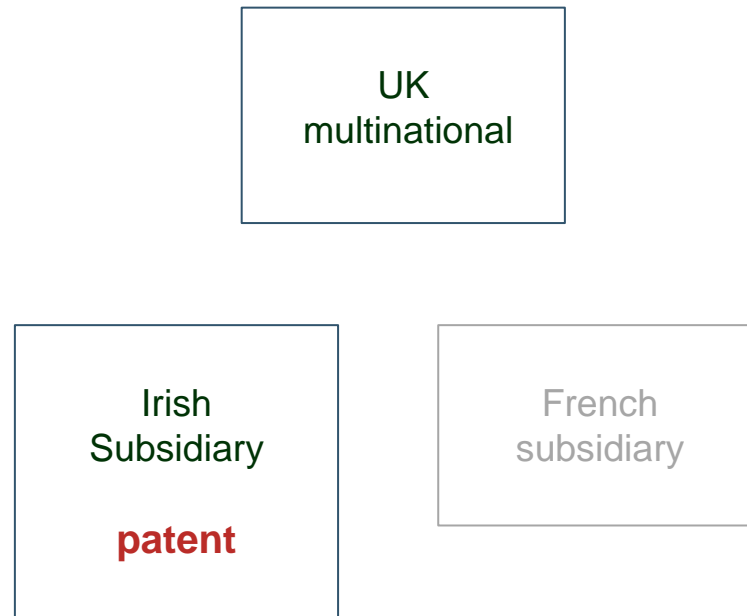 UK
multinational
Irish
Subsidiary
patent
French
subsidiary